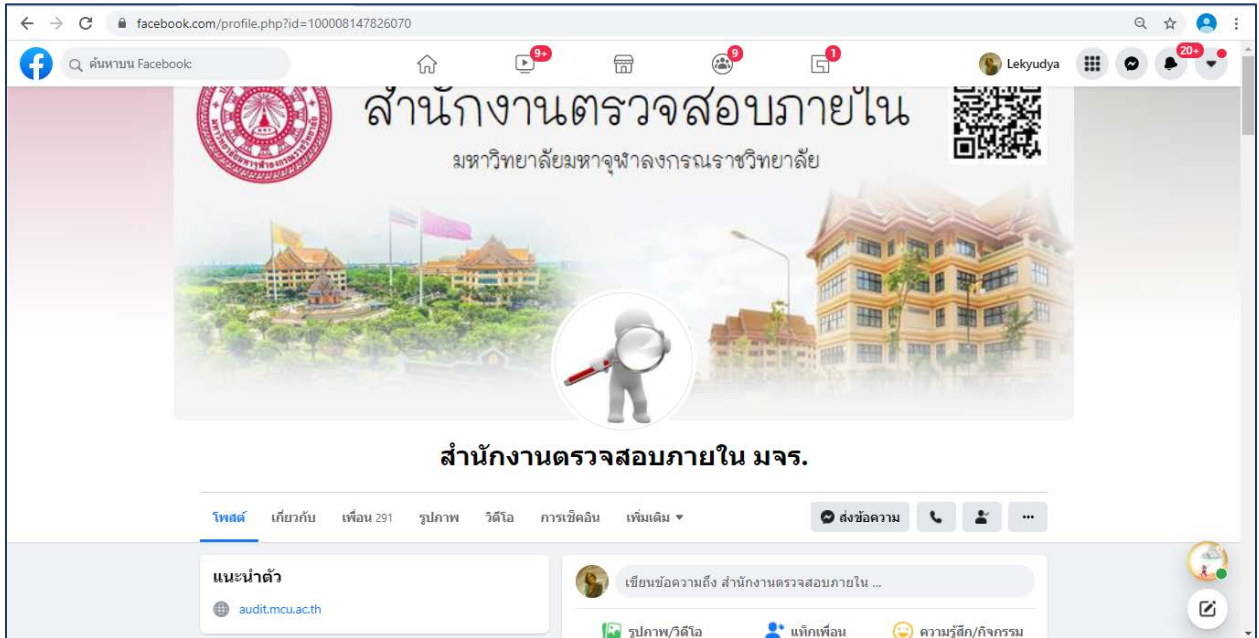 facebook.com/profile.php?id=100008147826070
ค้นหาบน Facebook
9+
9
1
Lekyudya
20+
สำนักงานตรวจสอบภายใน
มหาวิทยาลัยมหาจุฬาลงกรณราชวิทยาลัย
สำนักงานตรวจสอบภายใน มจร.
โพสต์ เกี่ยวกับ เพื่อน 291 รูปภาพ วิดีโอ การเช็คอิน เพิ่มเติม
ส่งข้อความ
แนะนำตัว
audit.mcu.ac.th
เขียนข้อความถึง สำนักงานตรวจสอบภายใน ...
รูปภาพ/วิดีโอ แท็กเพื่อน ความรู้สึก/กิจกรรม